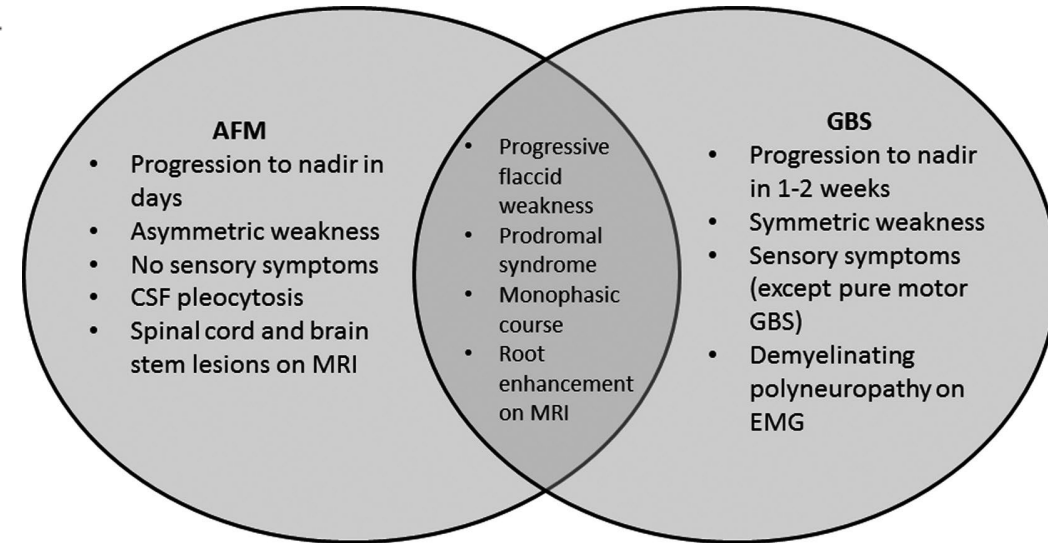 AFM
• Progression to nadir in
days
• Asymmetric weakness
• No sensory symptoms
• CSF pleocytosis
• Spinal cord and brain
stem lesions on MRI
• Progressive
flaccid
weakness
• Prodromal
syndrome
• Monophasic
course
• Root
enhancement
on MRI
GBS
• Progression to nadir
in 1-2 weeks
• Symmetric weakness
• Sensory symptoms
(except pure motor
GBS)
• Demyelinating
polyneuropathy on
EMG